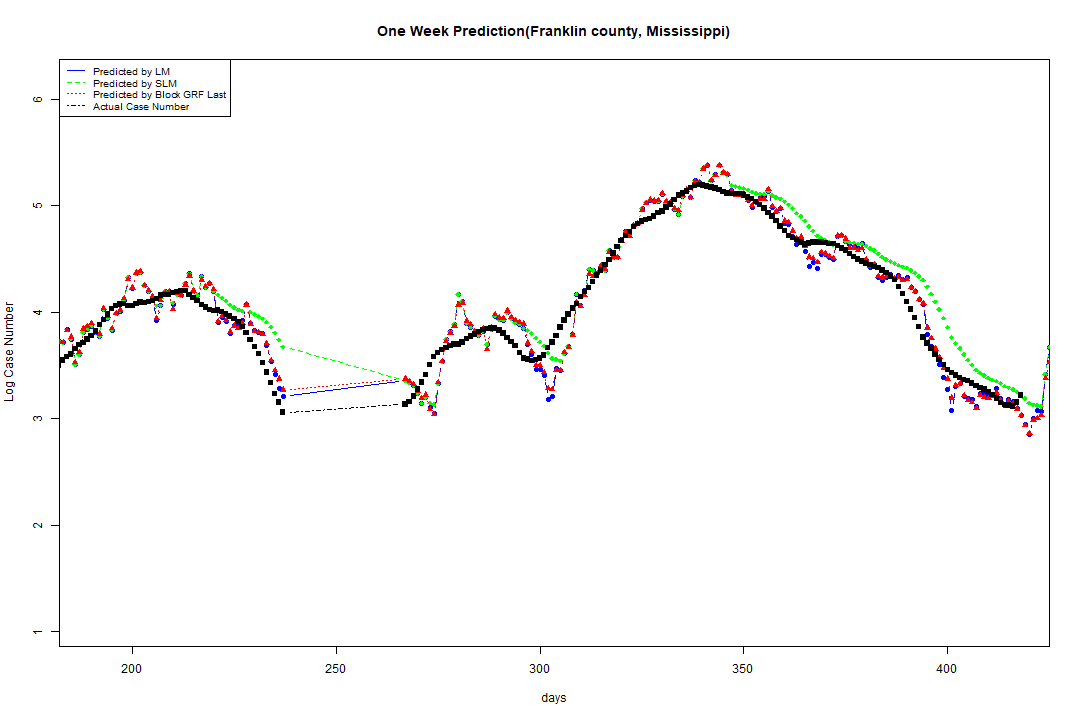 One Week Prediction(Franklin county, Mississippi)
Predicted by LM
Predicted by SLM
Predicted by Block GRF Last
Actual Case Number
6
5
4
3
2
1
Log Case Number
200
250
300
350
400
days